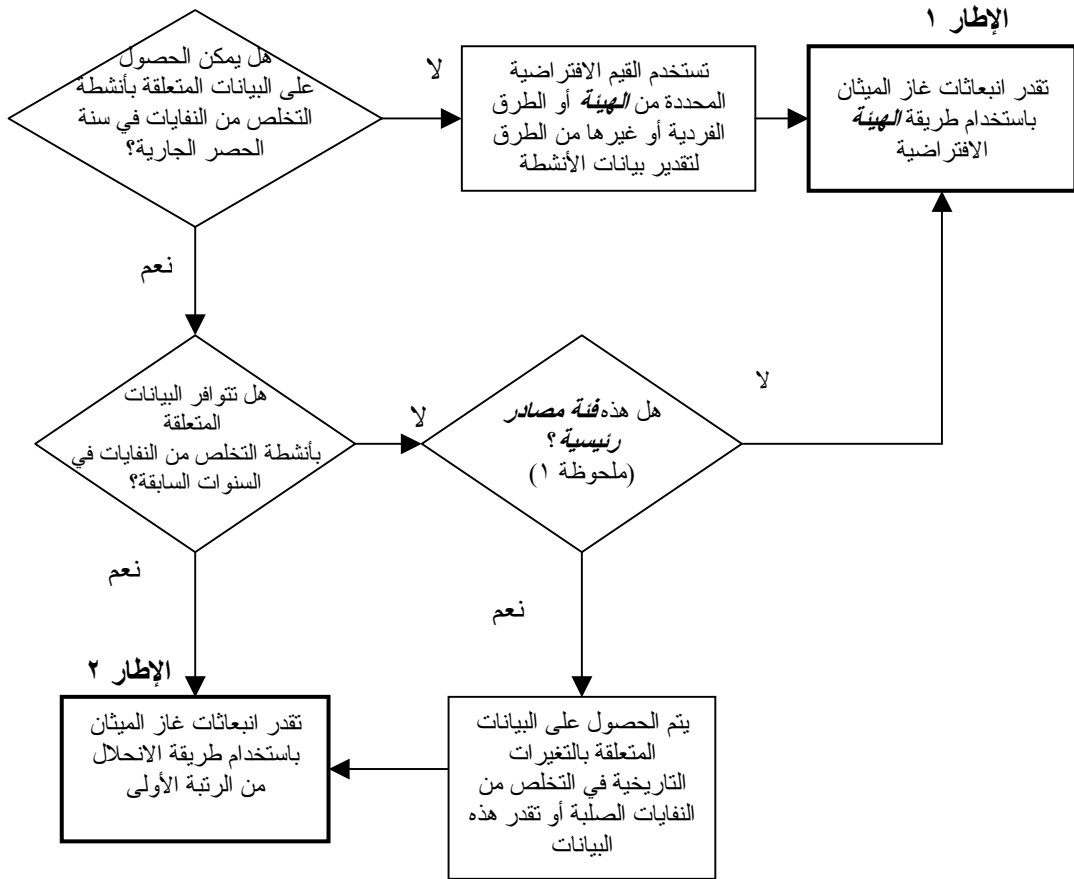 الإطار ١
هل يمكن الحصول
على البيانات المتعلقة بأنشطة
التخلص من النفايات في سنة
الحصر الجارية؟
لا
تستخدم القيم الافتراضية
المحددة من الهيئة أو الطرق
الفردية أو غيرها من الطرق
لتقدير بيانات الأنشطة
تقدر انبعاثات غاز الميثان
باستخدام طريقة الهيئة
الافتراضية
نعم
هل تتوافر البيانات
المتعلقة
بأنشطة التخلص من النفايات في
السنوات السابقة؟
لا
هل هذه فئة مصادر
رئيسية؟
(ملحوظة ١)
لا
نعم
نعم
الإطار ٢
تقدر انبعاثات غاز الميثان
باستخدام طريقة الانحلال
من الرتبة الأولى
يتم الحصول على البيانات
المتعلقة بالتغيرات
التاريخية في التخلص من
النفايات الصلبة أو تقدر هذه
البيانات